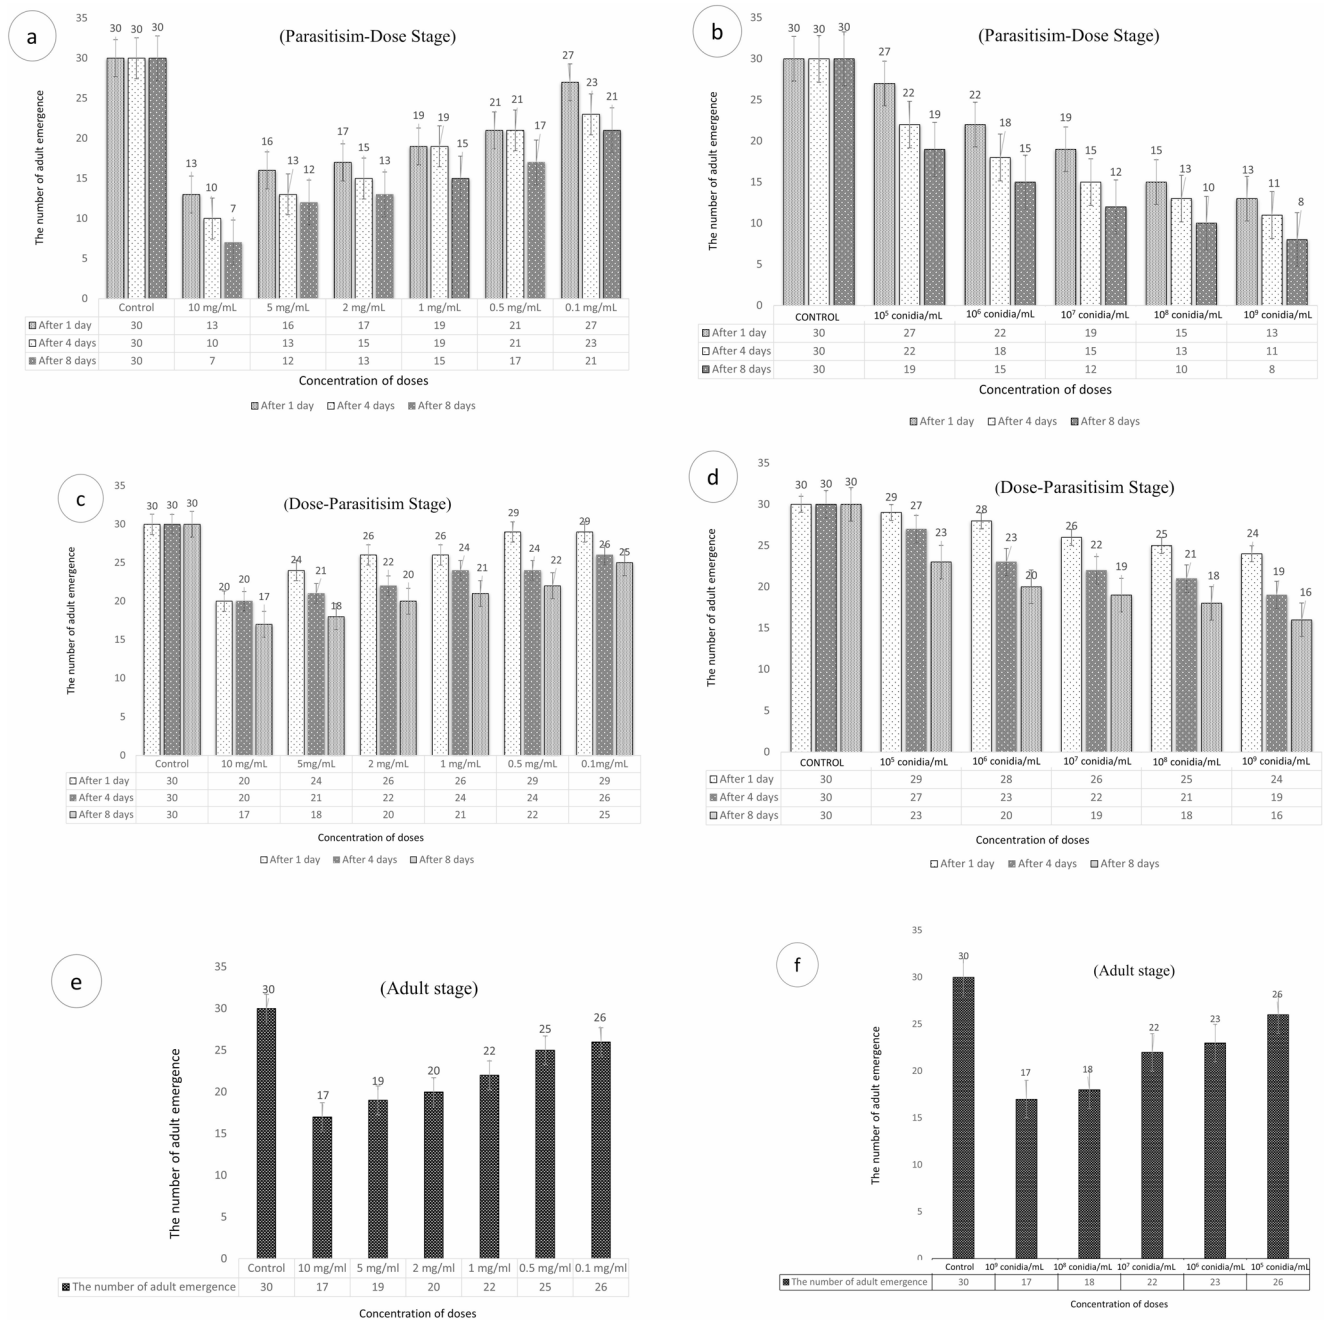 a
(Parasitisim-Dose Stage)
The number of adult emergence
35
30
25
20
15
10
5
0
30 30 30
13 10 7
16 13 12
17 15 13
19 19 15
21 21 17
27 23 21
Control 10 mg/mL 5 mg/mL 2 mg/mL 1 mg/mL 0.5 mg/mL 0.1 mg/mL
After 1 day 30 13 16 17 19 21 27
After 4 days 30 10 13 15 19 21 23
After 8 days 30 7 12 13 15 17 21
Concentration of doses
After 1 day After 4 days After 8 days
b
(Parasitisim-Dose Stage)
The number of adult emergence
35
30
25
20
15
10
5
0
30 30 30
27 22 19
22 18 15
19 15 12
15 13 10
13 11 8
CONTROL 10⁵ conidia/mL 10⁶ conidia/mL 10⁷ conidia/mL 10⁸ conidia/mL 10⁹ conidia/mL
After 1 day 30 27 22 19 15 13
After 4 days 30 22 18 15 13 11
After 8 days 30 19 15 12 10 8
Concentration of doses
After 1 day After 4 days After 8 days
c
(Dose-Parasitisim Stage)
The number of adult emergence
35
30
25
20
15
10
5
0
30 30 30
20 20 17
24 21 18
26 22 20
26 24 21
29 24 22
29 26 25
Control 10 mg/mL 5mg/mL 2 mg/mL 1 mg/mL 0.5 mg/mL 0.1mg/mL
After 1 day 30 20 24 26 26 29 29
After 4 days 30 20 21 22 24 24 26
After 8 days 30 17 18 20 21 22 25
Concentration of doses
After 1 day After 4 days After 8 days
d
(Dose-Parasitisim Stage)
The number of adult emergence
35
30
25
20
15
10
5
0
30 30 30
29 27 23
28 23 20
26 22 19
25 21 18
24 19 16
CONTROL 10⁵ conidia/mL 10⁶ conidia/mL 10⁷ conidia/mL 10⁸ conidia/mL 10⁹ conidia/mL
After 1 day 30 29 28 26 25 24
After 4 days 30 27 23 22 21 19
After 8 days 30 23 20 19 18 16
Concentration of doses
After 1 day After 4 days After 8 days
e
(Adult stage)
The number of adult emergence
35
30
25
20
15
10
5
0
30 17 19 20 22 25 26
Control 10 mg/ml 5 mg/ml 2 mg/ml 1 mg/ml 0.5 mg/ml 0.1 mg/ml
The number of adult emergence 30 17 19 20 22 25 26
Concentration of doses
f
(Adult stage)
The number of adult emergence
35
30
25
20
15
10
5
0
30 17 18 22 23 26
Control 10⁹ conidia/mL 10⁸ conidia/mL 10⁷ conidia/mL 10⁶ conidia/mL 10⁵ conidia/mL
The number of adult emergence 30 17 18 22 23 26
Concentration of doses